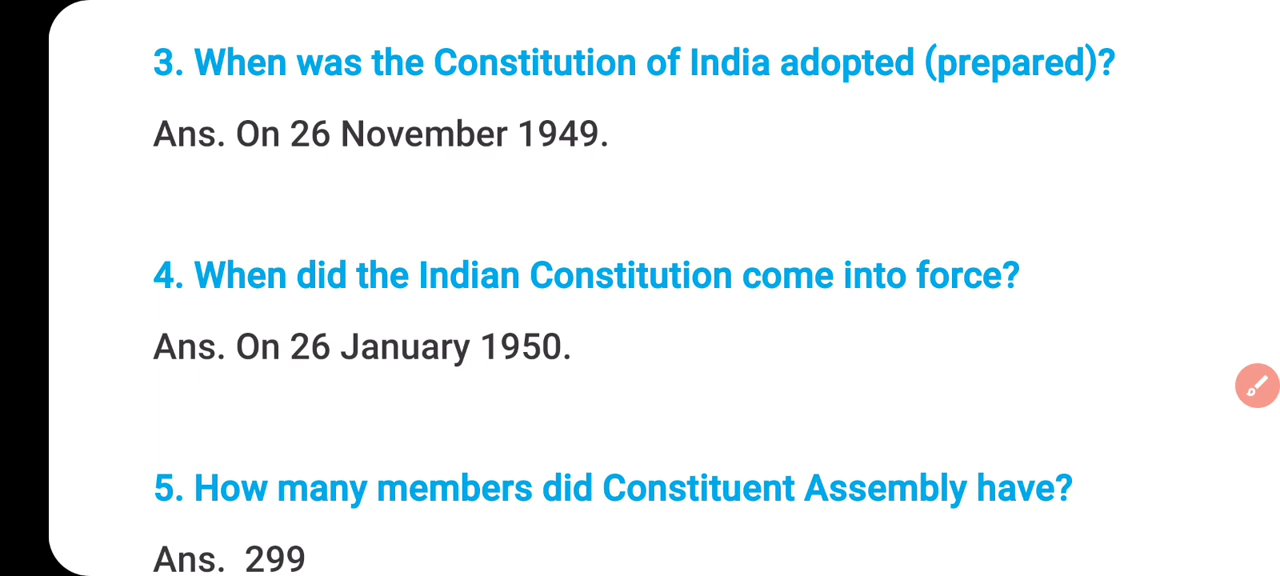 3. When was the Constitution of India adopted (prepared)?
Ans. On 26 November 1949.
4. When did the Indian Constitution come into force?
Ans. On 26 January 1950.
5. How many members did Constituent Assembly have?
Ans. 299